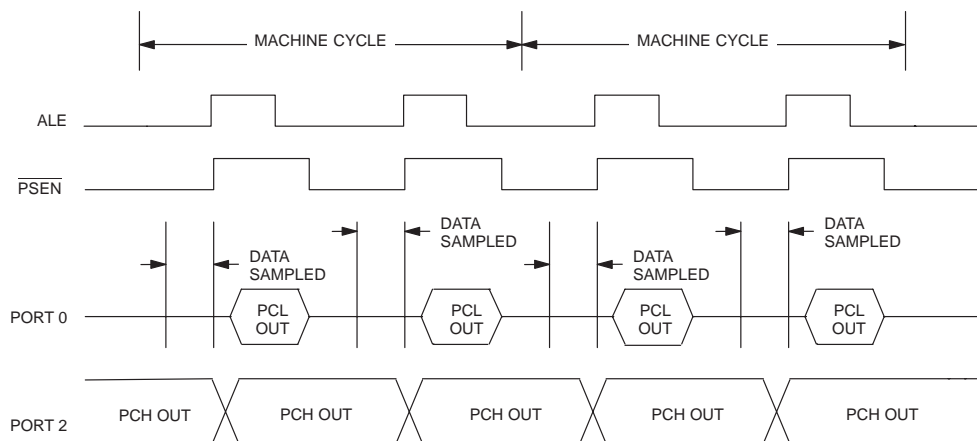 MACHINE CYCLE MACHINE CYCLE
ALE
PSEN
DATA
SAMPLED
DATA
SAMPLED
DATA
SAMPLED
DATA
SAMPLED
PORT 0
PCL
OUT
PCL
OUT
PCL
OUT
PCL
OUT
PORT 2
PCH OUT PCH OUT PCH OUT PCH OUT PCH OUT